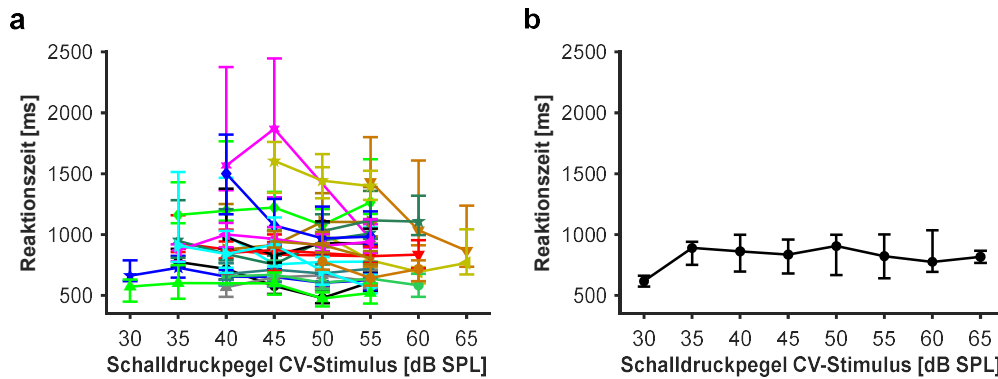 a
2500
2000
1500
1000
500
Reaktionszeit [ms]
30 35 40 45 50 55 60 65
Schalldruckpegel CV-Stimulus [dB SPL]
b
2500
2000
1500
1000
500
Reaktionszeit [ms]
30 35 40 45 50 55 60 65
Schalldruckpegel CV-Stimulus [dB SPL]